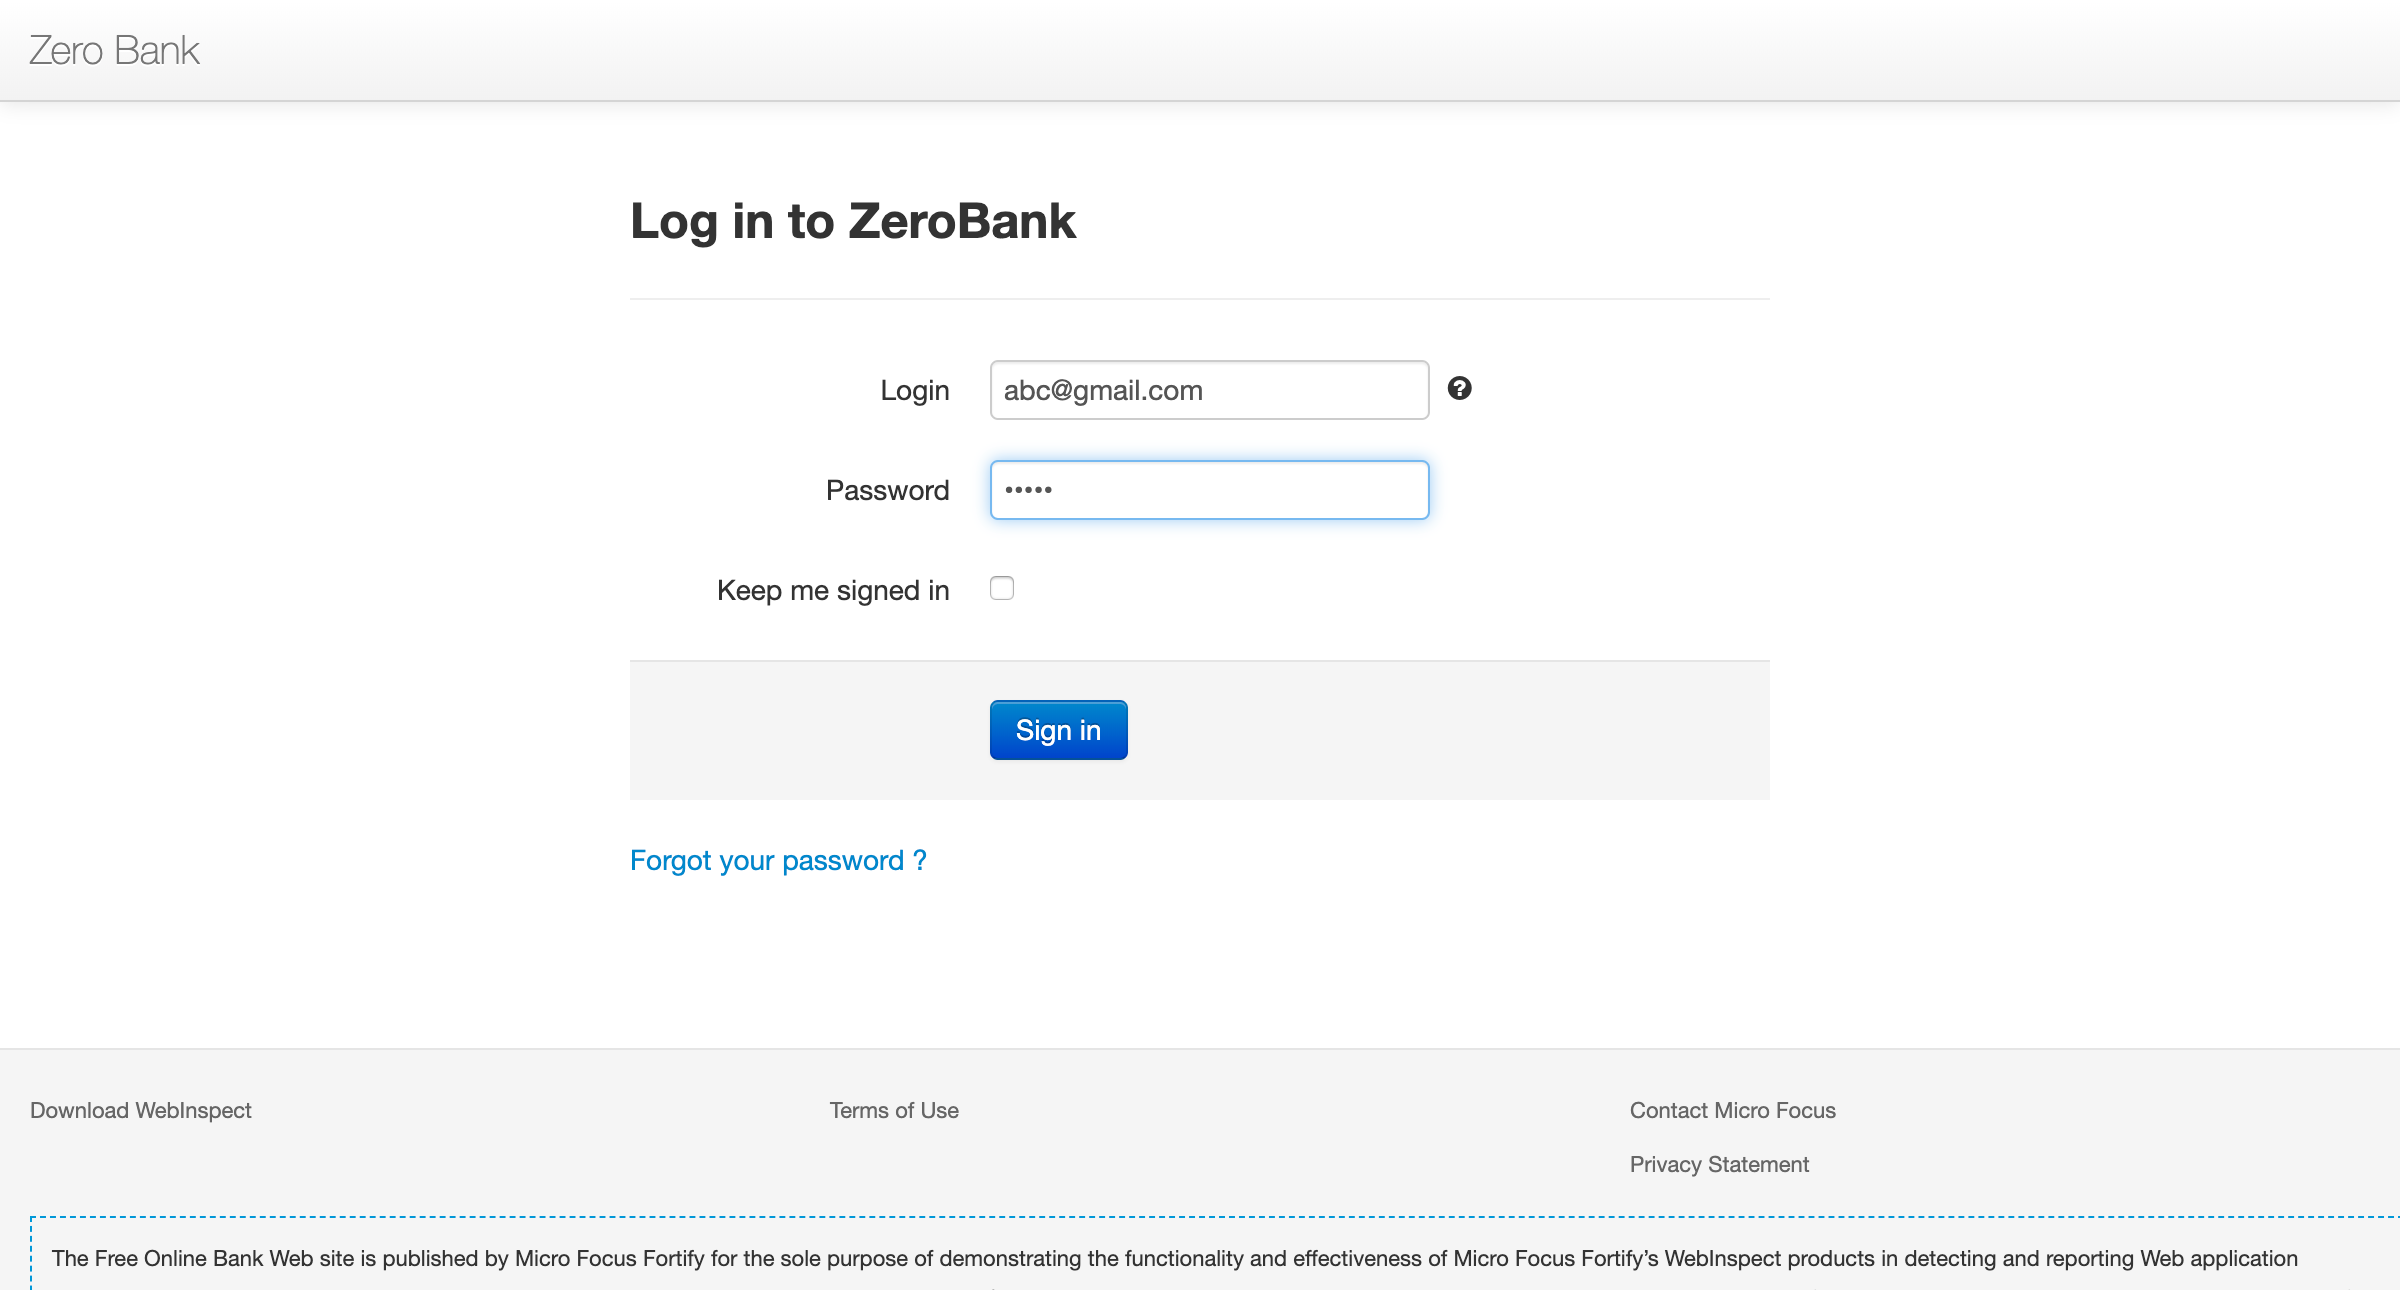 Zero Bank
Log in to ZeroBank
Login
abc@gmail.com
Password
•••••
Keep me signed in
Sign in
Forgot your password ?
Download WebInspect
Terms of Use
Contact Micro Focus
Privacy Statement
The Free Online Bank Web site is published by Micro Focus Fortify for the sole purpose of demonstrating the functionality and effectiveness of Micro Focus Fortify’s WebInspect products in detecting and reporting Web application